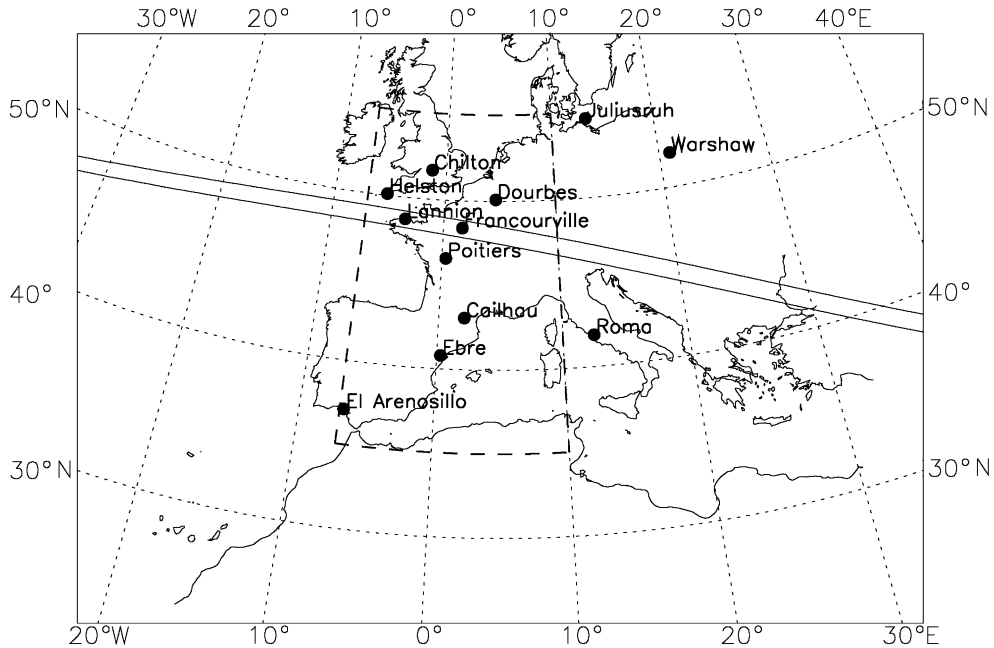 30°W 20° 10° 0° 10° 20° 30° 40°E
50°N 50°N
Juliusruh
Warshaw
Chilton
Helston
Dourbes
Lannion
Francourville
Poitiers
40° 40°
Cailhau
Roma
Ebre
El Arenosillo
30°N 30°N
20°W 10° 0° 10° 20° 30°E